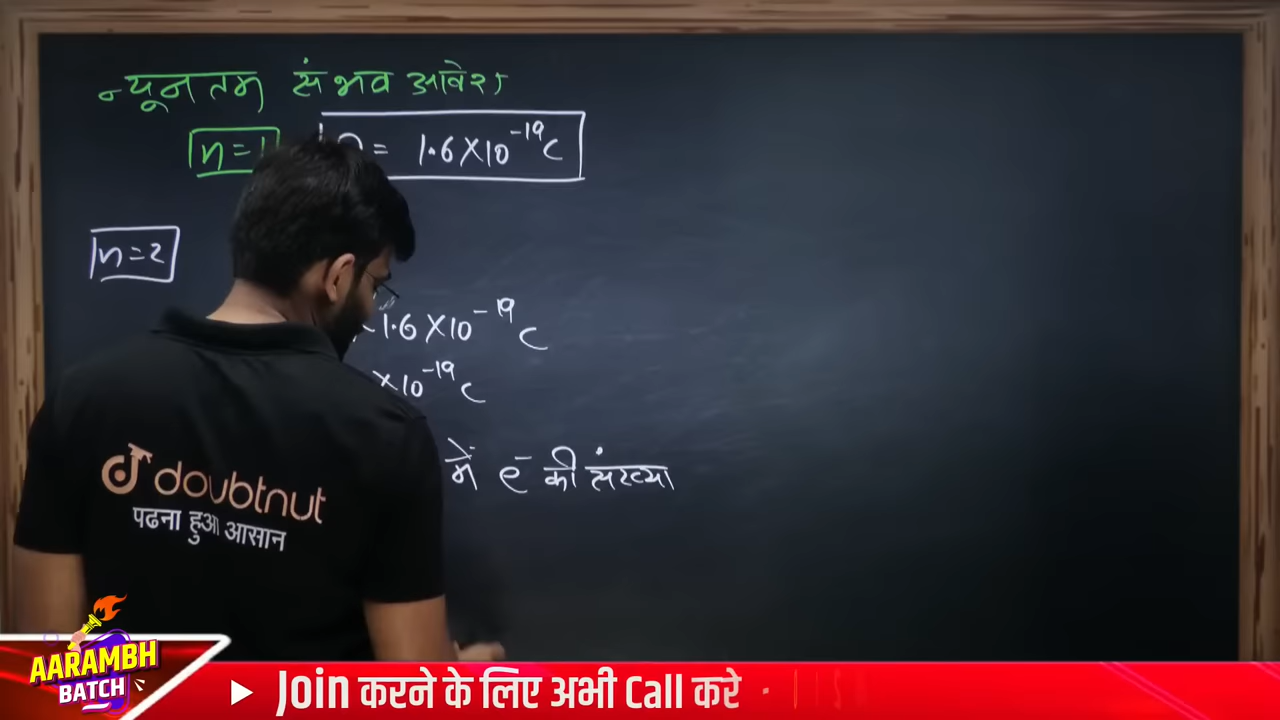 न्यूनतम संभव आवेश
n=1 = 1.6×10⁻¹⁹C
n=2
1.6×10⁻¹⁹C
×10⁻¹⁹C
में e⁻ की संख्या
doubtnut
पढना हुआ आसान
AARAMBH
BATCH
Join करने के लिए अभी Call करे